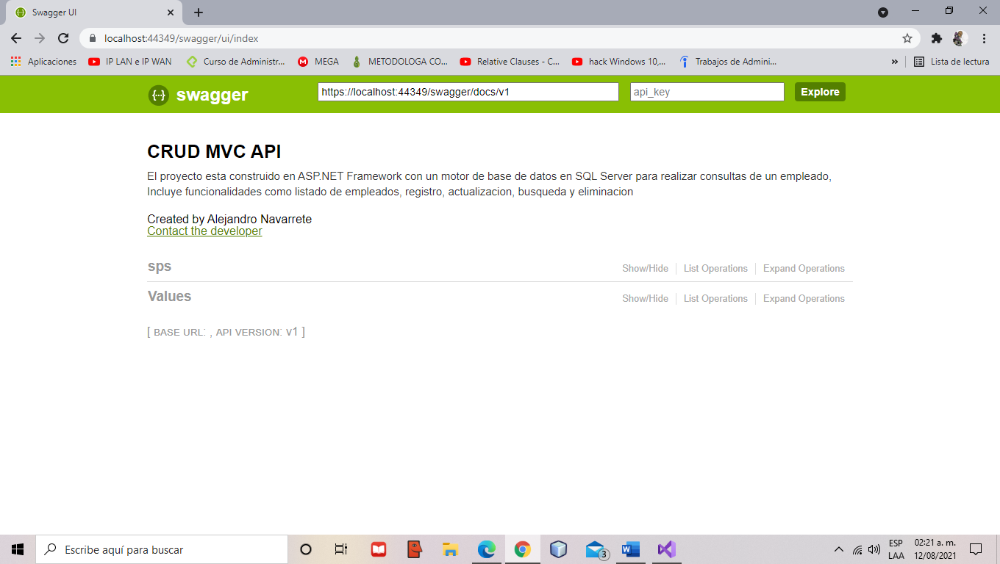 Swagger UI
localhost:44349/swagger/ui/index
Aplicaciones IP LAN e IP WAN Curso de Administr... MEGA METODOLOGA CO... Relative Clauses - C... hack Windows 10,... Trabajos de Admini... » Lista de lectura
{··} swagger https://localhost:44349/swagger/docs/v1 api_key Explore
CRUD MVC API
El proyecto esta construido en ASP.NET Framework con un motor de base de datos en SQL Server para realizar consultas de un empleado,
Incluye funcionalidades como listado de empleados, registro, actualizacion, busqueda y eliminacion
Created by Alejandro Navarrete
Contact the developer
sps Show/Hide List Operations Expand Operations
Values Show/Hide List Operations Expand Operations
[ BASE URL: , API VERSION: v1 ]
Escribe aquí para buscar
3
ESP 02:21 a. m.
LAA 12/08/2021